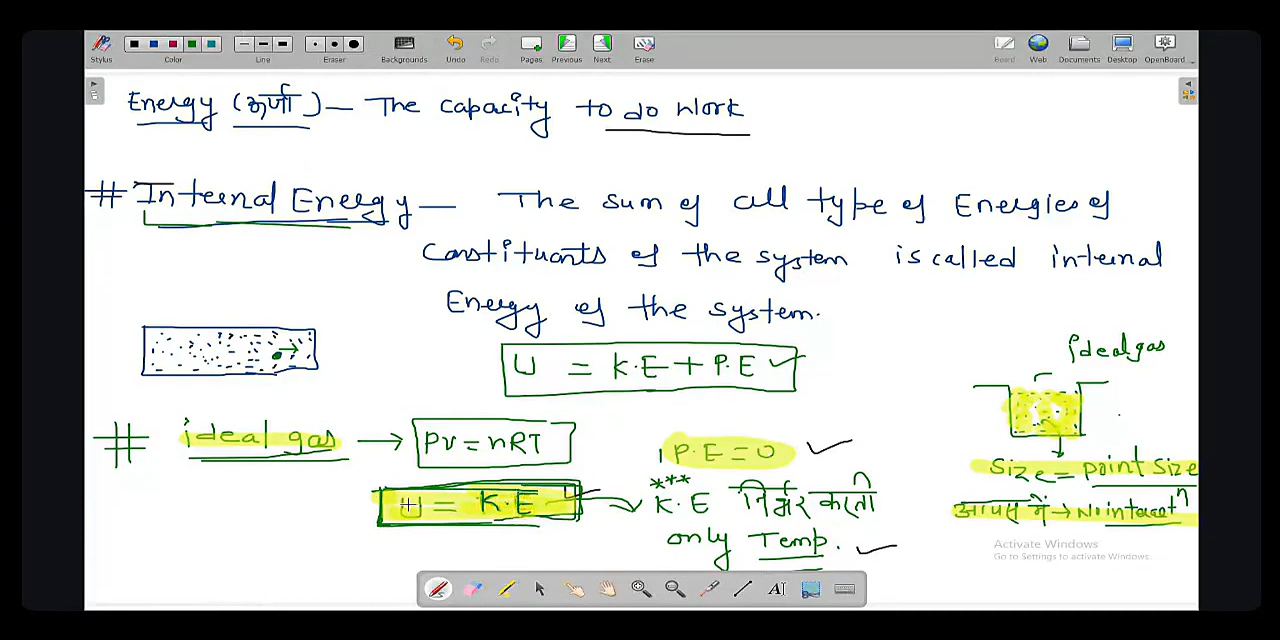 Stylus Color Line Eraser Backgrounds Undo Redo Pages Previous Next Erase Board Web Documents Desktop OpenBoard
Energy (ऊर्जा) — The capacity to do work
# Internal Energy — The sum of all type of Energies of
Constituants of the system is called internal
Energy of the system.
U = K.E + P.E ✓
ideal gas
# ideal gas → PV = nRT
P.E = 0 ✓
Size = point size
U = K.E
*** K.E निर्भर करती
only Temp. ✓
आपस में → No interactⁿ
Activate Windows
Go to Settings to activate Windows.